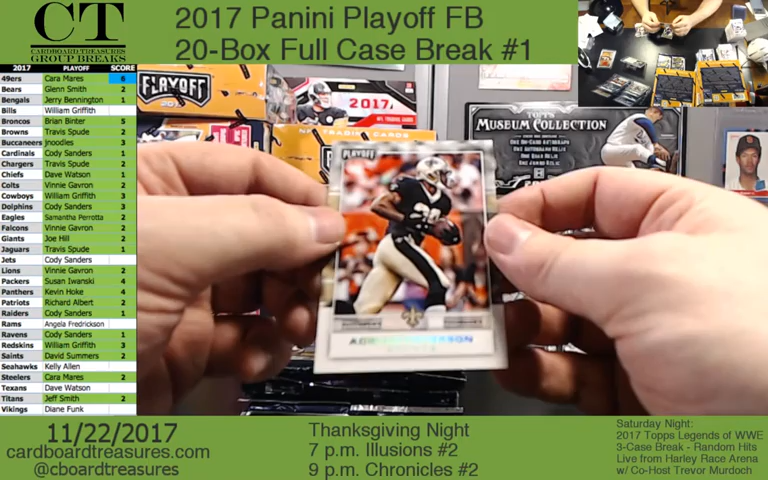 CT
CARDBOARD TREASURES
GROUP BREAKS
2017 Panini Playoff FB
20-Box Full Case Break #1
2017 PLAYOFF SCORE
49ers Cara Mares 6
Bears Glenn Smith 2
Bengals Jerry Bennington 1
Bills William Griffith
Broncos Brian Binter 5
Browns Travis Spude 2
Buccaneers jnoodles 3
Cardinals Cody Sanders 1
Chargers Travis Spude 2
Chiefs Dave Watson 1
Colts Vinnie Gavron 2
Cowboys William Griffith 3
Dolphins Cody Sanders 3
Eagles Samantha Perrotta 2
Falcons Vinnie Gavron 2
Giants Joe Hill 2
Jaguars Travis Spude 1
Jets Cody Sanders
Lions Vinnie Gavron 2
Packers Susan Iwanski 4
Panthers Kevin Hoke 4
Patriots Richard Albert 2
Raiders Cody Sanders 1
Rams Angela Fredrickson
Ravens Cody Sanders 1
Redskins William Griffith 3
Saints David Summers 2
Seahawks Kelly Allen
Steelers Cara Mares 2
Texans Dave Watson
Titans Jeff Smith 2
Vikings Diane Funk
PLAYOFF
2017
TRADING CARDS
TOPPS
MUSEUM COLLECTION
PLAYOFF
11/22/2017
cardboardtreasures.com
@cboardtreasures
Thanksgiving Night
7 p.m. Illusions #2
9 p.m. Chronicles #2
Saturday Night:
2017 Topps Legends of WWE
3-Case Break - Random Hits
Live from Harley Race Arena
w/ Co-Host Trevor Murdoch